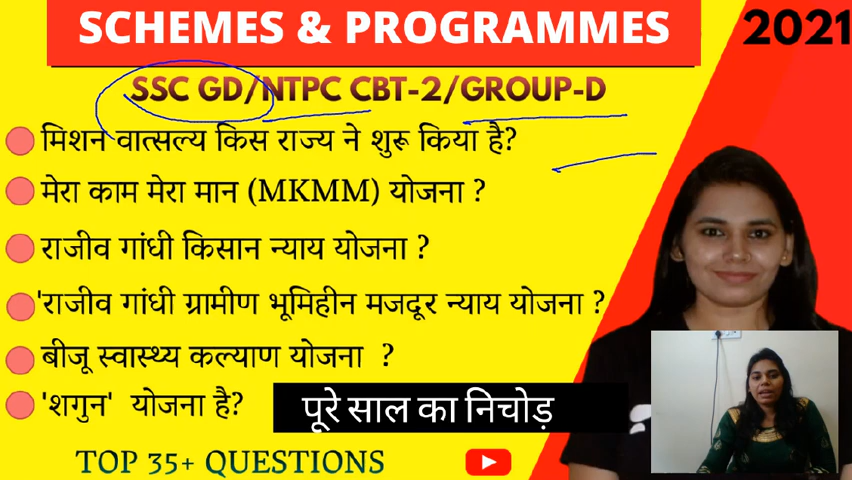 SCHEMES & PROGRAMMES 2021
SSC GD/NTPC CBT-2/GROUP-D
मिशन वात्सल्य किस राज्य ने शुरू किया है?
मेरा काम मेरा मान (MKMM) योजना ?
राजीव गांधी किसान न्याय योजना ?
'राजीव गांधी ग्रामीण भूमिहीन मजदूर न्याय योजना ?
बीजू स्वास्थ्य कल्याण योजना ?
'शगुन' योजना है?
पूरे साल का निचोड़
TOP 35+ QUESTIONS